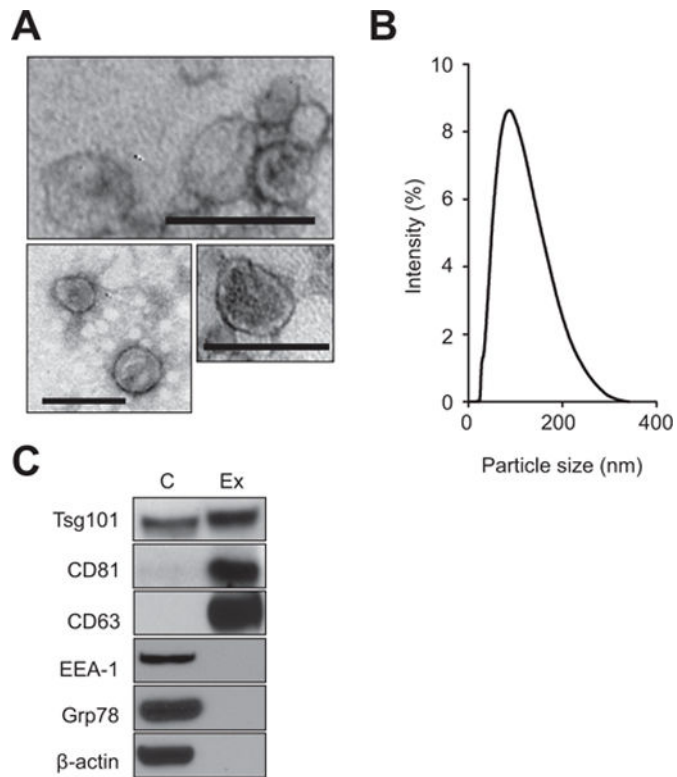 A
B
10
8
6
4
2
0
Intensity (%)
0 200 400
Particle size (nm)
C
C Ex
Tsg101
CD81
CD63
EEA-1
Grp78
β-actin